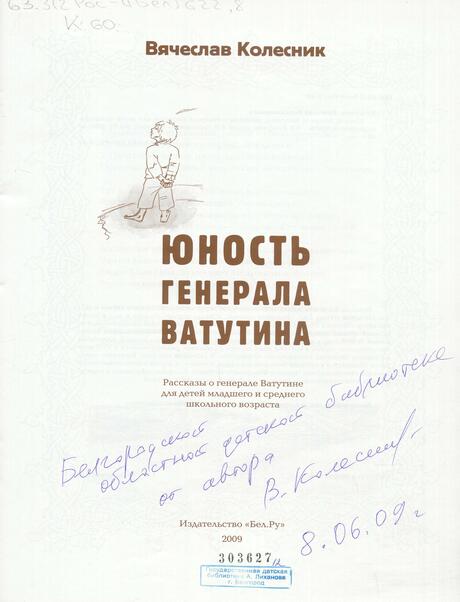 63.3(2Рос-4Бел)622,8
К 60
Вячеслав Колесник
ЮНОСТЬ
ГЕНЕРАЛА
ВАТУТИНА
Рассказы о генерале Ватутине
для детей младшего и среднего
школьного возраста
Белгородской
областной детской библиотеке
от автора
В. Колесник
8.06.09 г
Издательство «Бел.Ру»
2009
303627
Государственная детская
библиотека А. Лиханова
г. Белгород